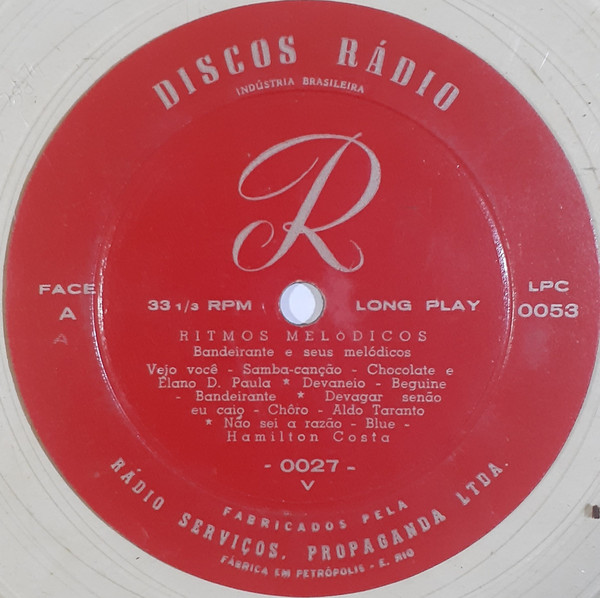 DISCOS RÁDIO
INDÚSTRIA BRASILEIRA
R
FACE
A
A
33 1/3 RPM
LONG PLAY
LPC
0053
RITMOS MELÓDICOS
Bandeirante e seus melódicos
Vejo você - Samba-canção - Chocolate e
Élano D. Paula * Devaneio - Beguine
- Bandeirante * Devagar senão
eu caio - Chôro - Aldo Taranto
* Não sei a razão - Blue -
Hamilton Costa
- 0027 -
V
FABRICADOS PELA
RÁDIO SERVIÇOS, PROPAGANDA LTDA.
FÁBRICA EM PETRÓPOLIS - E. RIO